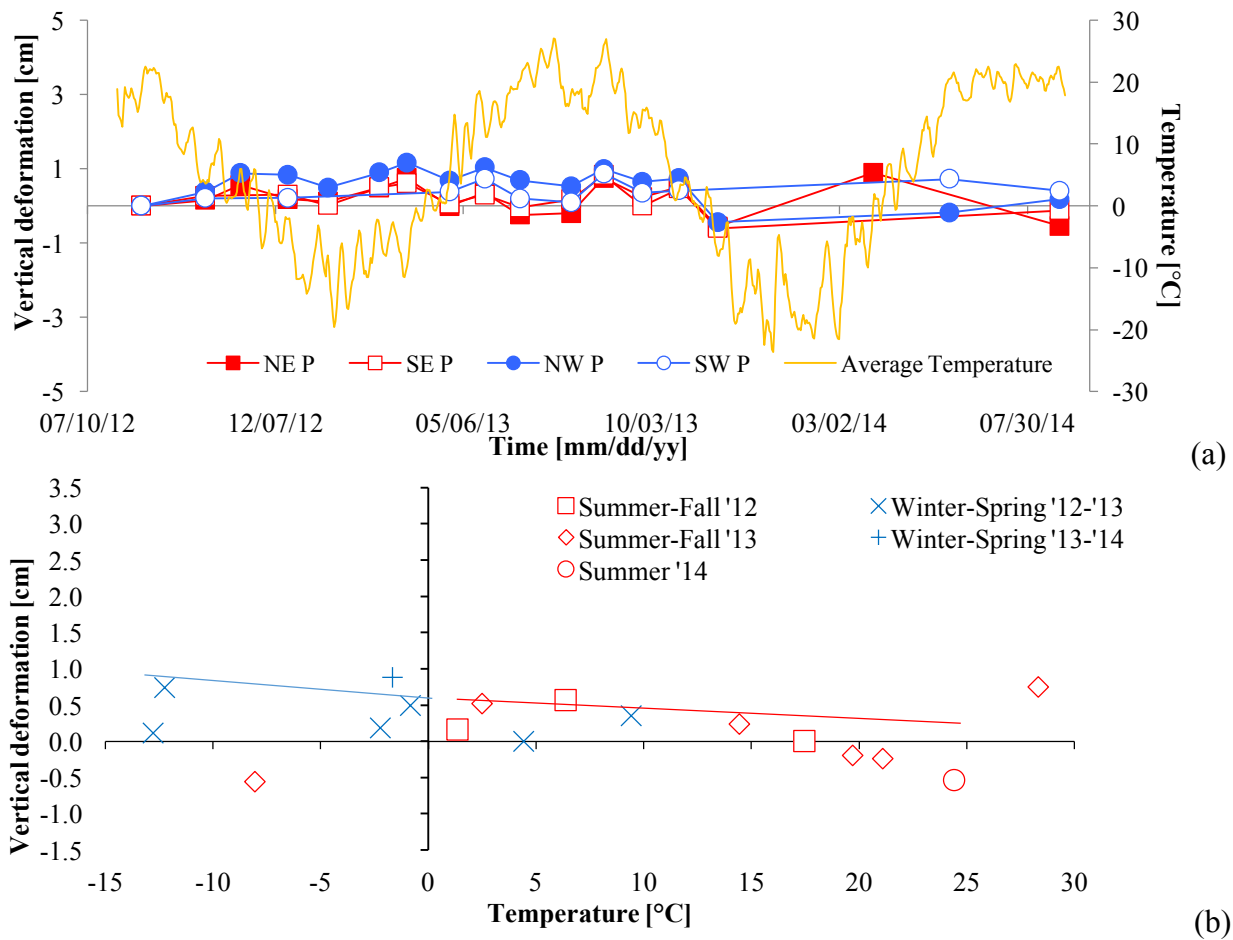 5
3
1
-1
-3
-5
Vertical deformation [cm]
30
20
10
0
-10
-20
-30
Temperature [°C]
NE P
SE P
NW P
SW P
Average Temperature
07/10/12 12/07/12 05/06/13 10/03/13 03/02/14 07/30/14
Time [mm/dd/yy]
(a)
3.5
3.0
2.5
2.0
1.5
1.0
0.5
0.0
-0.5
-1.0
-1.5
Vertical deformation [cm]
Summer-Fall '12
Winter-Spring '12-'13
Summer-Fall '13
Winter-Spring '13-'14
Summer '14
-15 -10 -5 0 5 10 15 20 25 30
Temperature [°C]
(b)